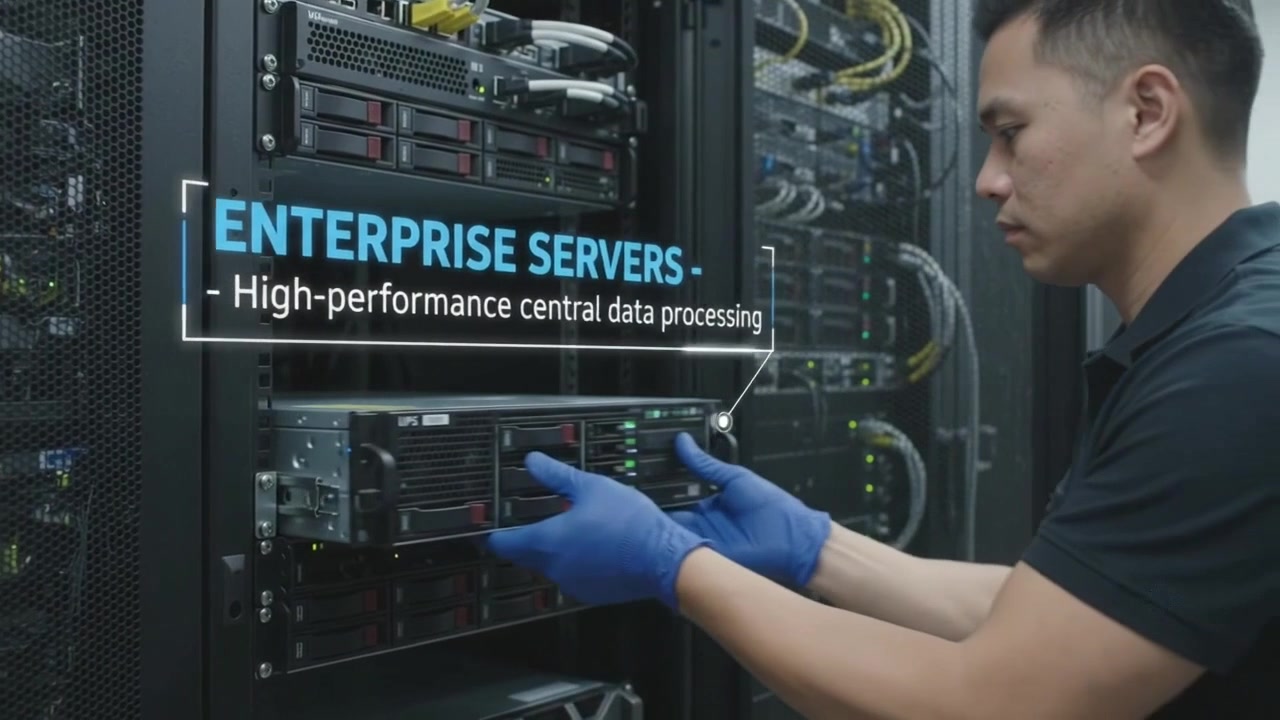 ENTERPRISE SERVERS -
- High-performance central data processing
UPS